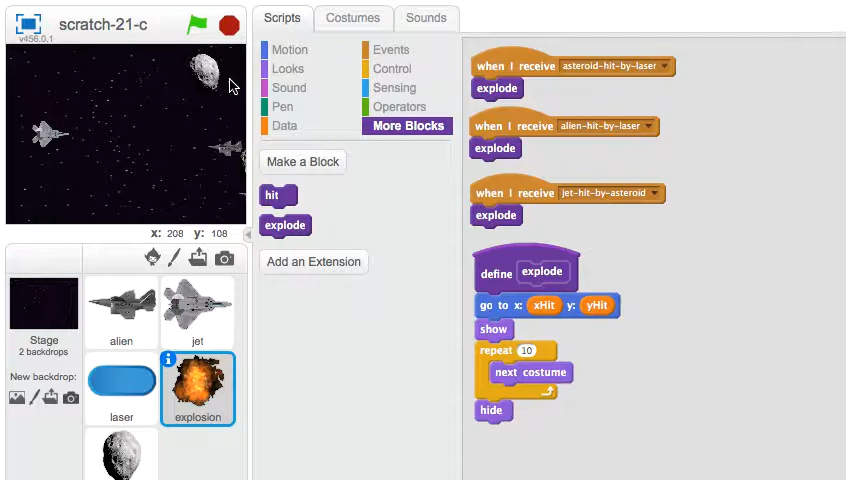 scratch-21-c
v456.0.1
Scripts
Costumes
Sounds
Motion
Events
Looks
Control
Sound
Sensing
Pen
Operators
Data
More Blocks
Make a Block
hit
explode
Add an Extension
x: 208 y: 108
Stage
2 backdrops
New backdrop:
alien
jet
laser
explosion
when I receive asteroid-hit-by-laser
explode
when I receive alien-hit-by-laser
explode
when I receive jet-hit-by-asteroid
explode
define explode
go to x: xHit y: yHit
show
repeat 10
next costume
hide